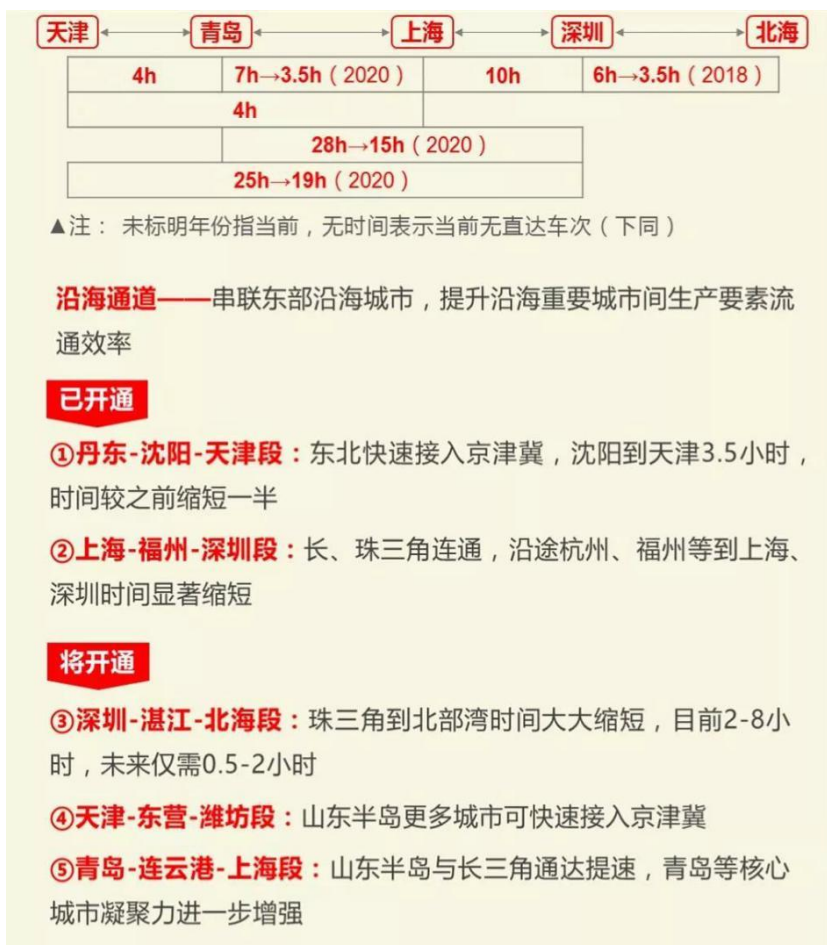 天津 青岛 上海 深圳 北海
4h 7h→3.5h（2020） 10h 6h→3.5h（2018）
4h
28h→15h（2020）
25h→19h（2020）
▲注： 未标明年份指当前，无时间表示当前无直达车次（下同）
沿海通道——串联东部沿海城市，提升沿海重要城市间生产要素流
通效率
已开通
①丹东-沈阳-天津段：东北快速接入京津冀，沈阳到天津3.5小时，
时间较之前缩短一半
②上海-福州-深圳段：长、珠三角连通，沿途杭州、福州等到上海、
深圳时间显著缩短
将开通
③深圳-湛江-北海段：珠三角到北部湾时间大大缩短，目前2-8小
时，未来仅需0.5-2小时
④天津-东营-潍坊段：山东半岛更多城市可快速接入京津冀
⑤青岛-连云港-上海段：山东半岛与长三角通达提速，青岛等核心
城市凝聚力进一步增强